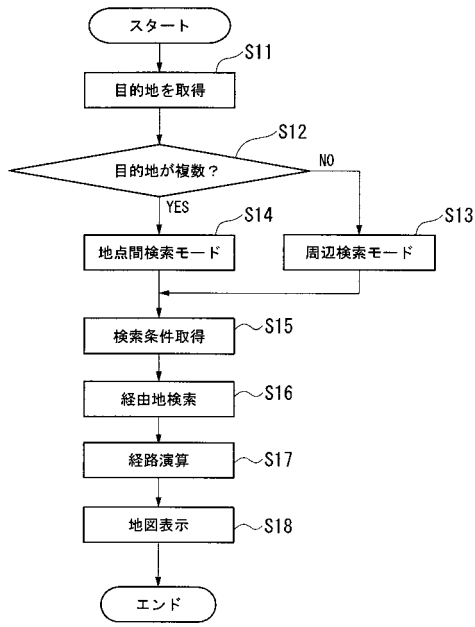 スタート
S11
目的地を取得
S12
目的地が複数？
NO
YES
S14
S13
地点間検索モード
周辺検索モード
S15
検索条件取得
S16
経由地検索
S17
経路演算
S18
地図表示
エンド